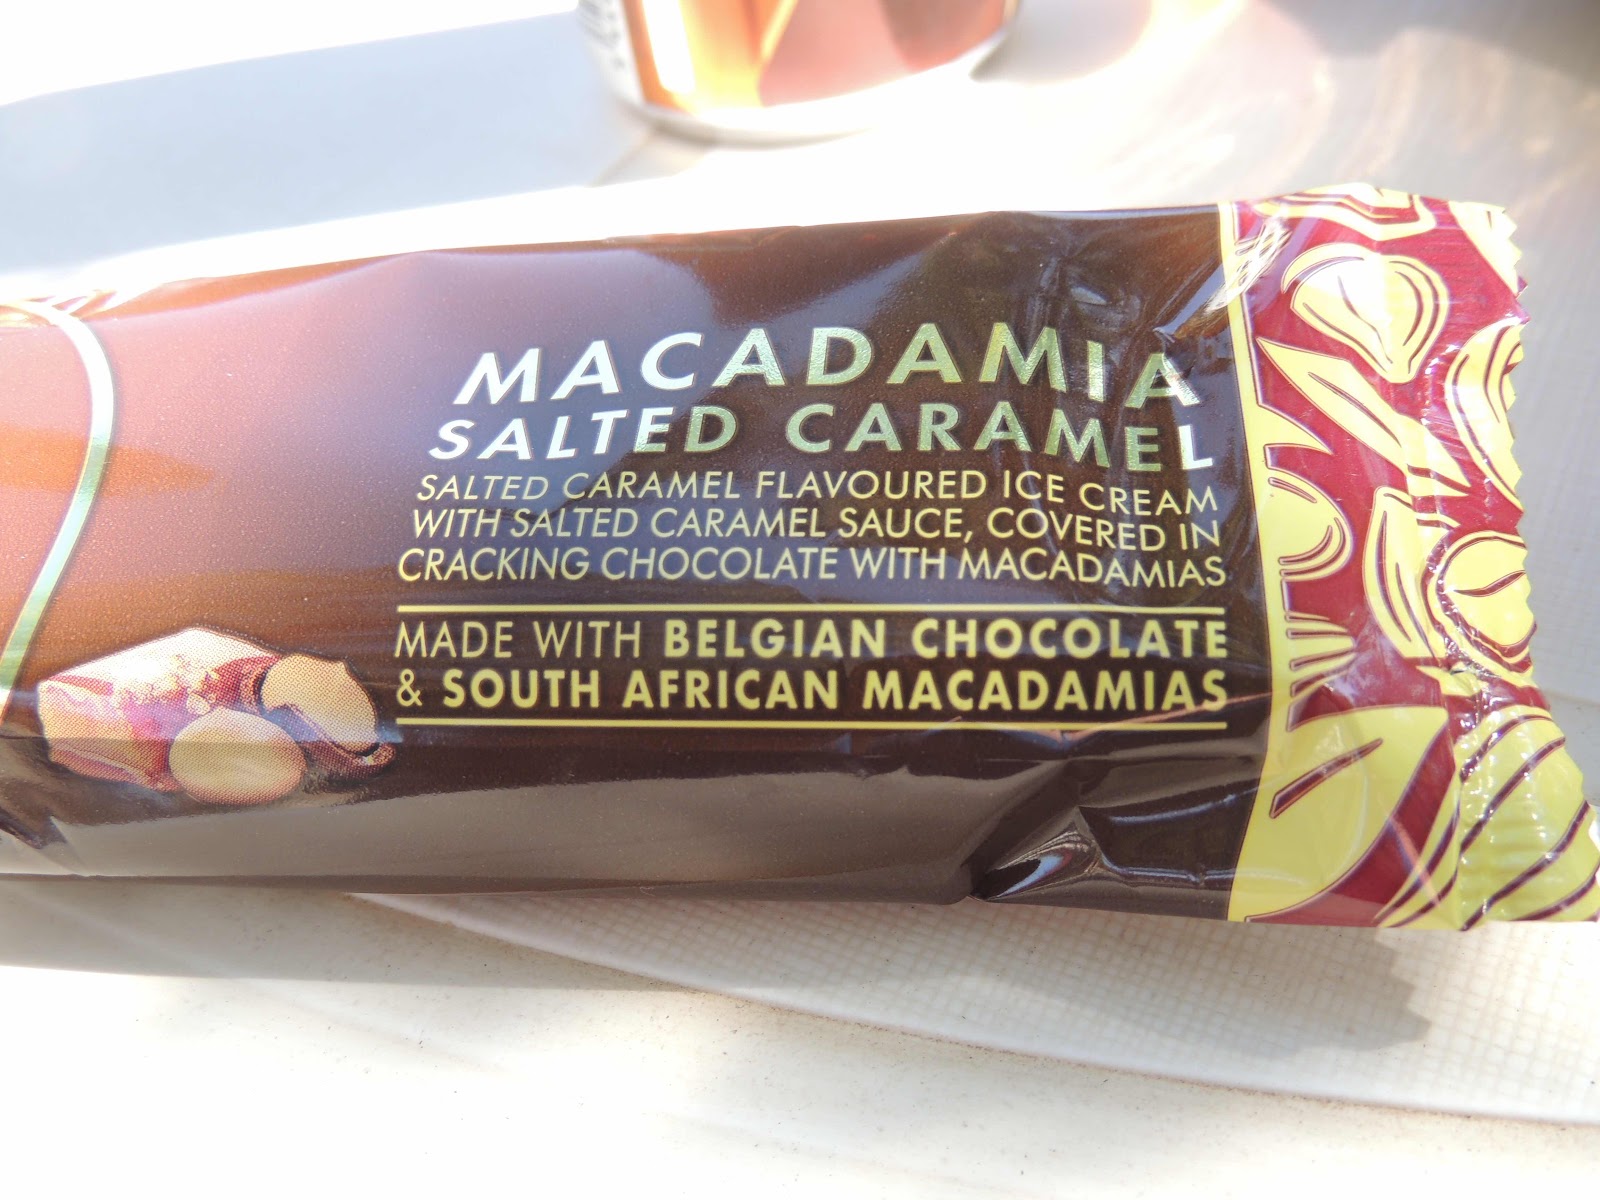 MACADAMIA
SALTED CARAMEL
SALTED CARAMEL FLAVOURED ICE CREAM
WITH SALTED CARAMEL SAUCE, COVERED IN
CRACKING CHOCOLATE WITH MACADAMIAS
MADE WITH BELGIAN CHOCOLATE
& SOUTH AFRICAN MACADAMIAS